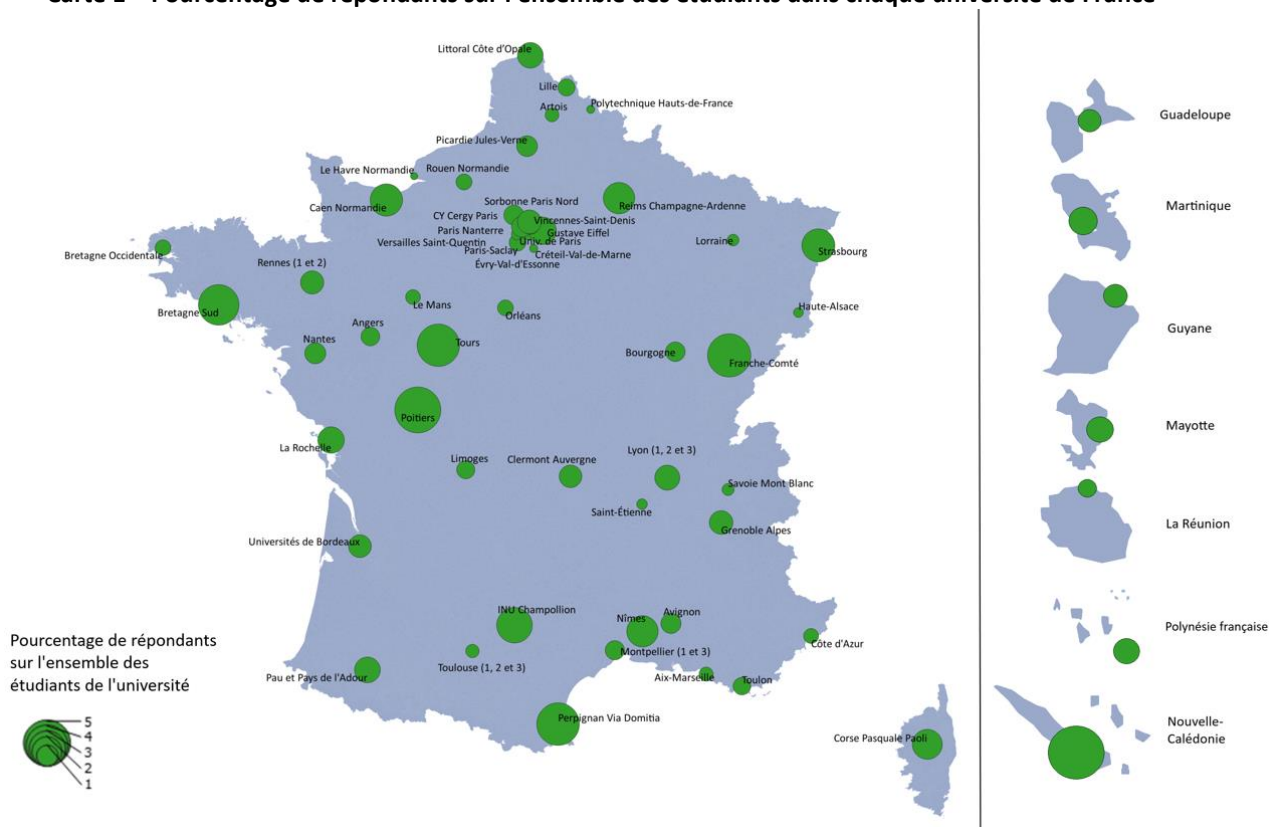 Carte 1 – Pourcentage de répondants sur l'ensemble des étudiants dans chaque université de France
Littoral Côte d'Opale
Lille
Artois
Polytechnique Hauts-de-France
Picardie Jules-Verne
Le Havre Normandie
Rouen Normandie
Caen Normandie
Sorbonne Paris Nord
Reims Champagne-Ardenne
CY Cergy Paris
Vincennes-Saint-Denis
Paris Nanterre
Gustave Eiffel
Versailles Saint-Quentin
Univ. de Paris
Paris-Saclay
Créteil-Val-de-Marne
Évry-Val-d'Essonne
Lorraine
Strasbourg
Bretagne Occidentale
Rennes (1 et 2)
Bretagne Sud
Le Mans
Orléans
Haute-Alsace
Angers
Nantes
Tours
Bourgogne
Franche-Comté
Poitiers
La Rochelle
Limoges
Clermont Auvergne
Lyon (1, 2 et 3)
Savoie Mont Blanc
Saint-Étienne
Grenoble Alpes
Universités de Bordeaux
INU Champollion
Nîmes
Avignon
Côte d'Azur
Montpellier (1 et 3)
Toulouse (1, 2 et 3)
Pau et Pays de l'Adour
Aix-Marseille
Toulon
Perpignan Via Domitia
Corse Pasquale Paoli
Pourcentage de répondants
sur l'ensemble des
étudiants de l'université
5
4
3
2
1
Guadeloupe
Martinique
Guyane
Mayotte
La Réunion
Polynésie française
Nouvelle-
Calédonie